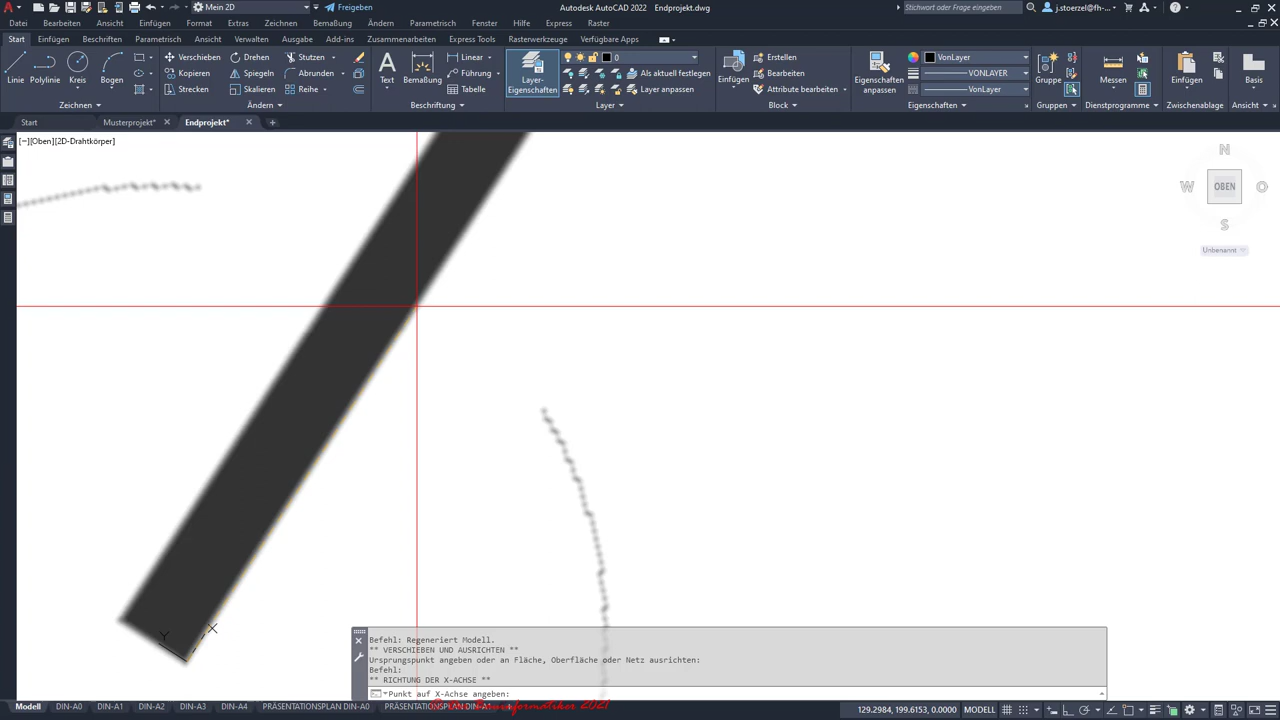 Mein 2D
Freigeben
Autodesk AutoCAD 2022 Endprojekt.dwg
Stichwort oder Frage eingeben
j.stoerzel@fh-...
Datei Bearbeiten Ansicht Einfügen Format Extras Zeichnen Bemaßung Ändern Parametrisch Fenster Hilfe Express Raster
Start Einfügen Beschriften Parametrisch Ansicht Verwalten Ausgabe Add-ins Zusammenarbeiten Express Tools Rasterwerkzeuge Verfügbare Apps
Linie Polylinie Kreis Bogen
Verschieben Drehen Stutzen
Kopieren Spiegeln Abrunden
Strecken Skalieren Reihe
Text Bemaßung
Linear
Führung
Tabelle
Layer-
Eigenschaften
0
Als aktuell festlegen
Layer anpassen
Einfügen
Erstellen
Bearbeiten
Attribute bearbeiten
Eigenschaften
anpassen
VonLayer
VONLAYER
VonLayer
Gruppe
Messen
Einfügen
Basis
Zeichnen Ändern Beschriftung Layer Block Eigenschaften Gruppen Dienstprogramme Zwischenablage Ansicht
Start Musterprojekt* Endprojekt*
[−][Oben][2D-Drahtkörper]
N
W OBEN O
S
Unbenannt
Y X
Befehl: Regeneriert Modell.
** VERSCHIEBEN UND AUSRICHTEN **
Ursprungspunkt angeben oder an Fläche, Oberfläche oder Netz ausrichten:
Befehl:
** RICHTUNG DER X-ACHSE **
Punkt auf X-Achse angeben:
Modell DIN-A0 DIN-A1 DIN-A2 DIN-A3 DIN-A4 PRÄSENTATIONSPLAN DIN-A0
129.2984, 199.6153, 0.0000 MODELL